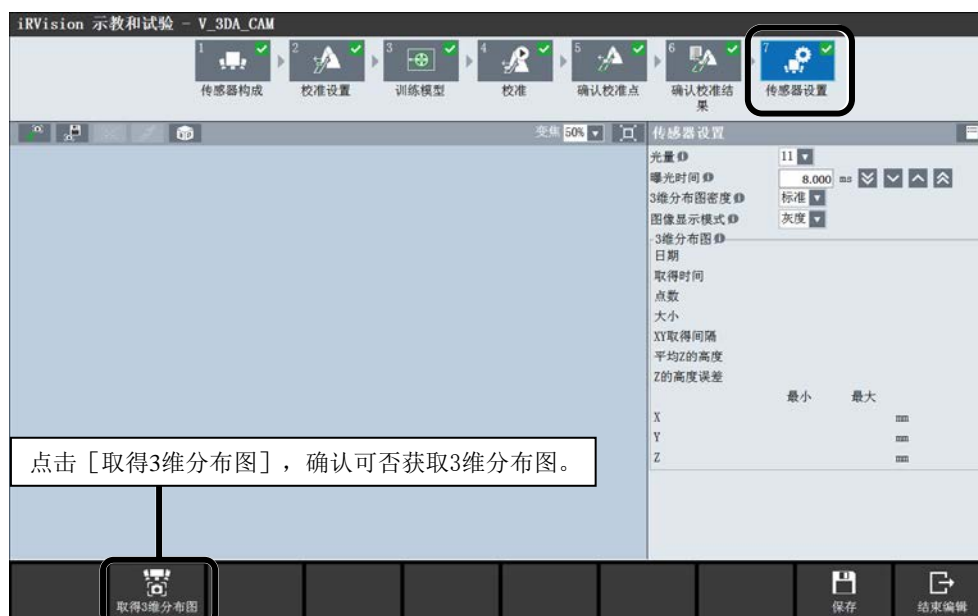 iRVision 示教和试验 - V_3DA_CAM
1 传感器构成
2 校准设置
3 训练模型
4 校准
5 确认校准点
6 确认校准结果
7 传感器设置
变焦 50%
传感器设置
光量 11
曝光时间 8.000 ms
3维分布图密度 标准
图像显示模式 灰度
3维分布图
日期
取得时间
点数
大小
XY取得间隔
平均Z的高度
Z的高度误差
最小 最大
X mm
Y mm
Z mm
点击［取得3维分布图］，确认可否获取3维分布图。
取得3维分布图
保存
结束编辑